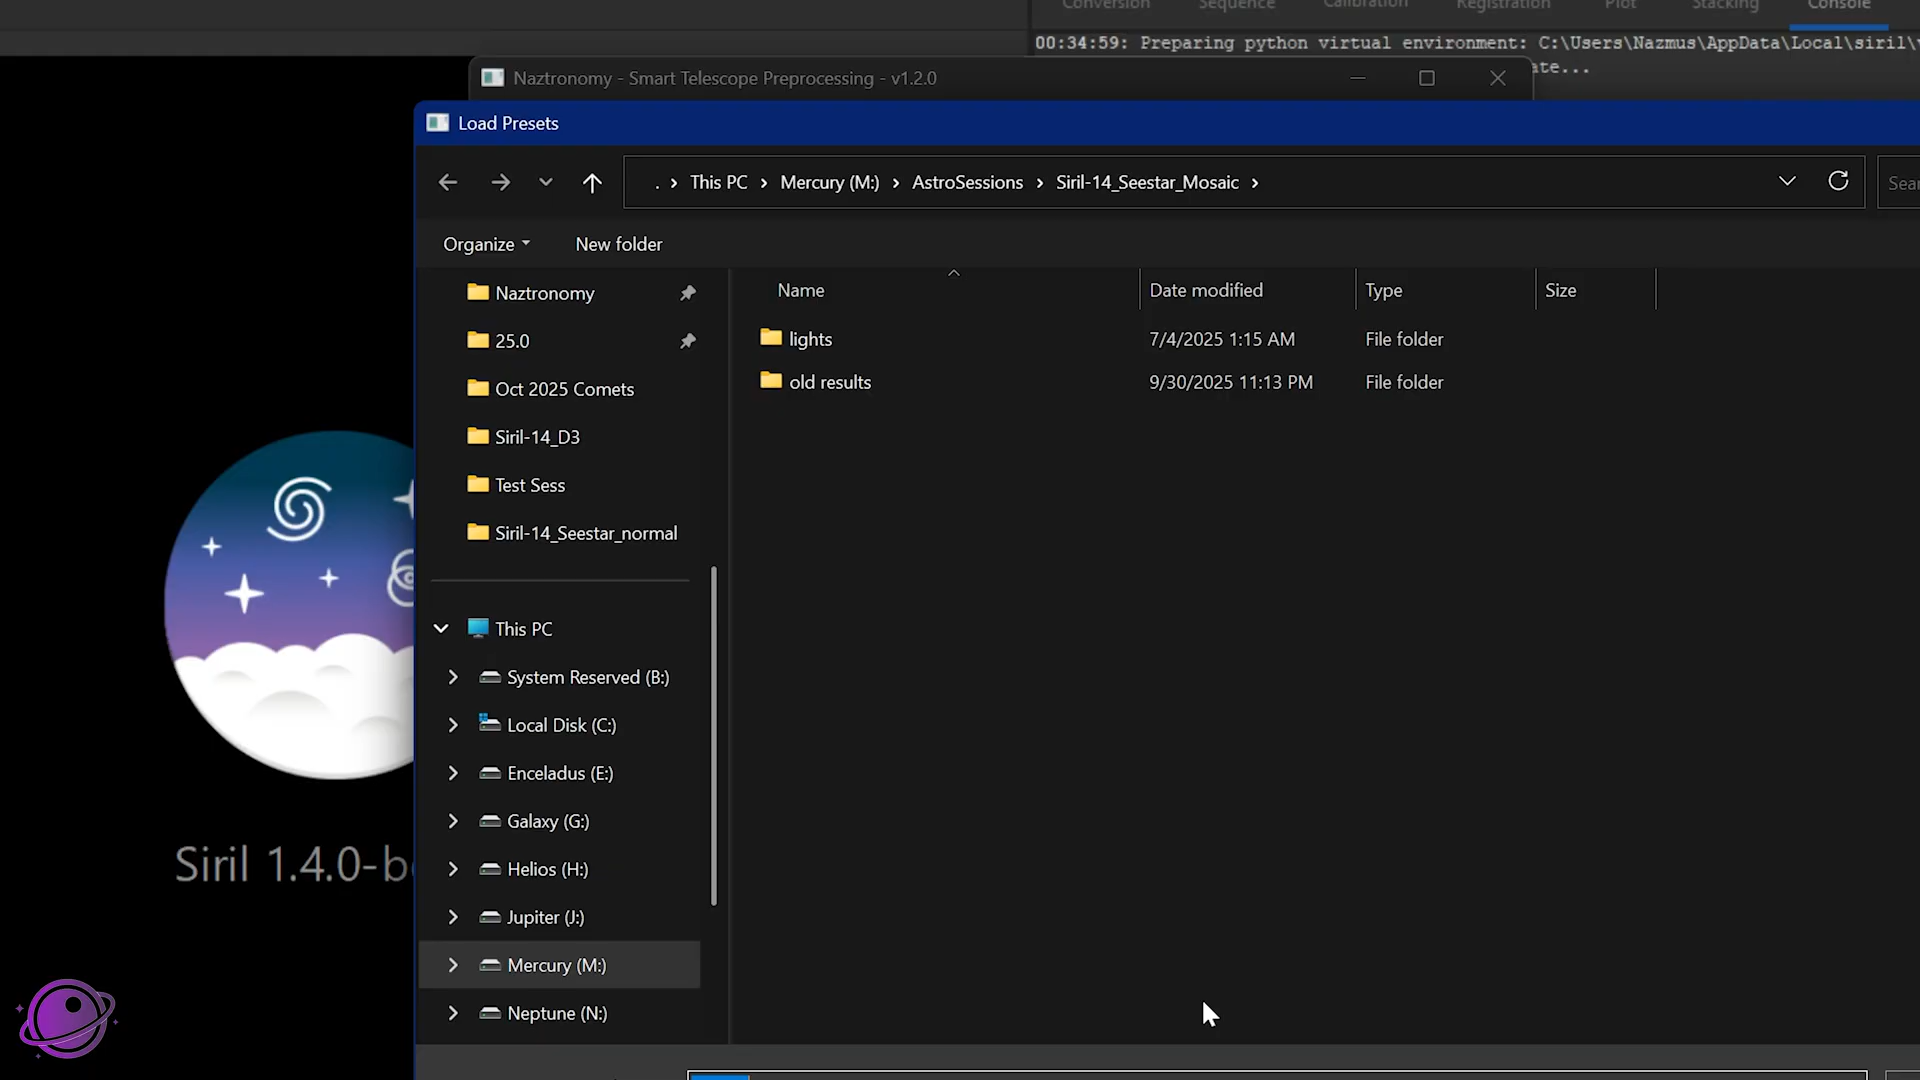 Conversion Sequence Calibration Registration Plot Stacking Console
00:34:59: Preparing python virtual environment: C:\Users\Nazmus\AppData\Local\siril\
ate...
Naztronomy - Smart Telescope Preprocessing - v1.2.0
Load Presets
. > This PC > Mercury (M:) > AstroSessions > Siril-14_Seestar_Mosaic >
Sear
Organize New folder
Name Date modified Type Size
lights 7/4/2025 1:15 AM File folder
old results 9/30/2025 11:13 PM File folder
Naztronomy
25.0
Oct 2025 Comets
Siril-14_D3
Test Sess
Siril-14_Seestar_normal
This PC
System Reserved (B:)
Local Disk (C:)
Enceladus (E:)
Galaxy (G:)
Helios (H:)
Jupiter (J:)
Mercury (M:)
Neptune (N:)
Siril 1.4.0-be